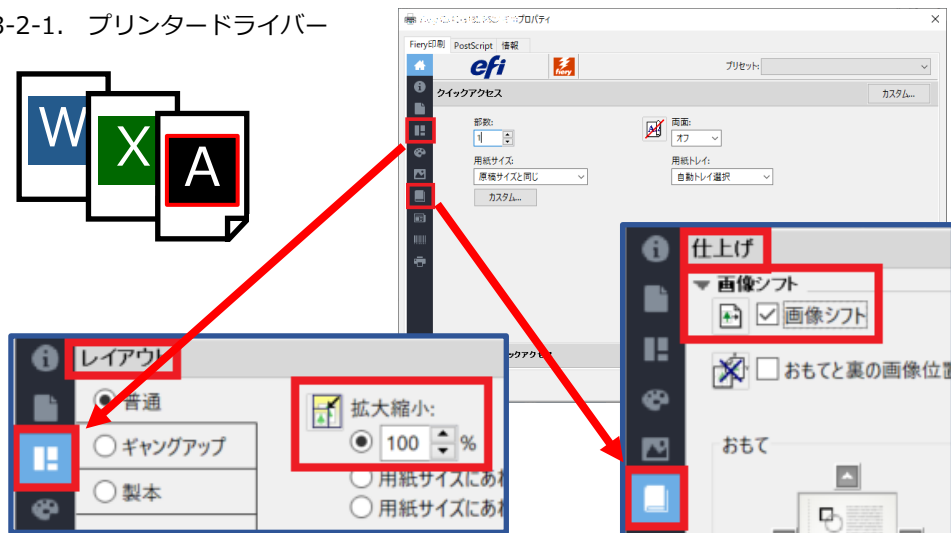 3-2-1. プリンタードライバー
W
X
A
プロパティ
Fiery印刷 PostScript 情報
efi
fiery
プリセット:
クイックアクセス
カスタム...
部数:
1
両面:
オフ
用紙サイズ:
原稿サイズと同じ
用紙トレイ:
自動トレイ選択
カスタム...
レイアウト
普通
ギャングアップ
製本
拡大縮小:
100 %
用紙サイズにあ
用紙サイズにあ
ックアクセス
仕上げ
画像シフト
画像シフト
おもてと裏の画像位置
おもて